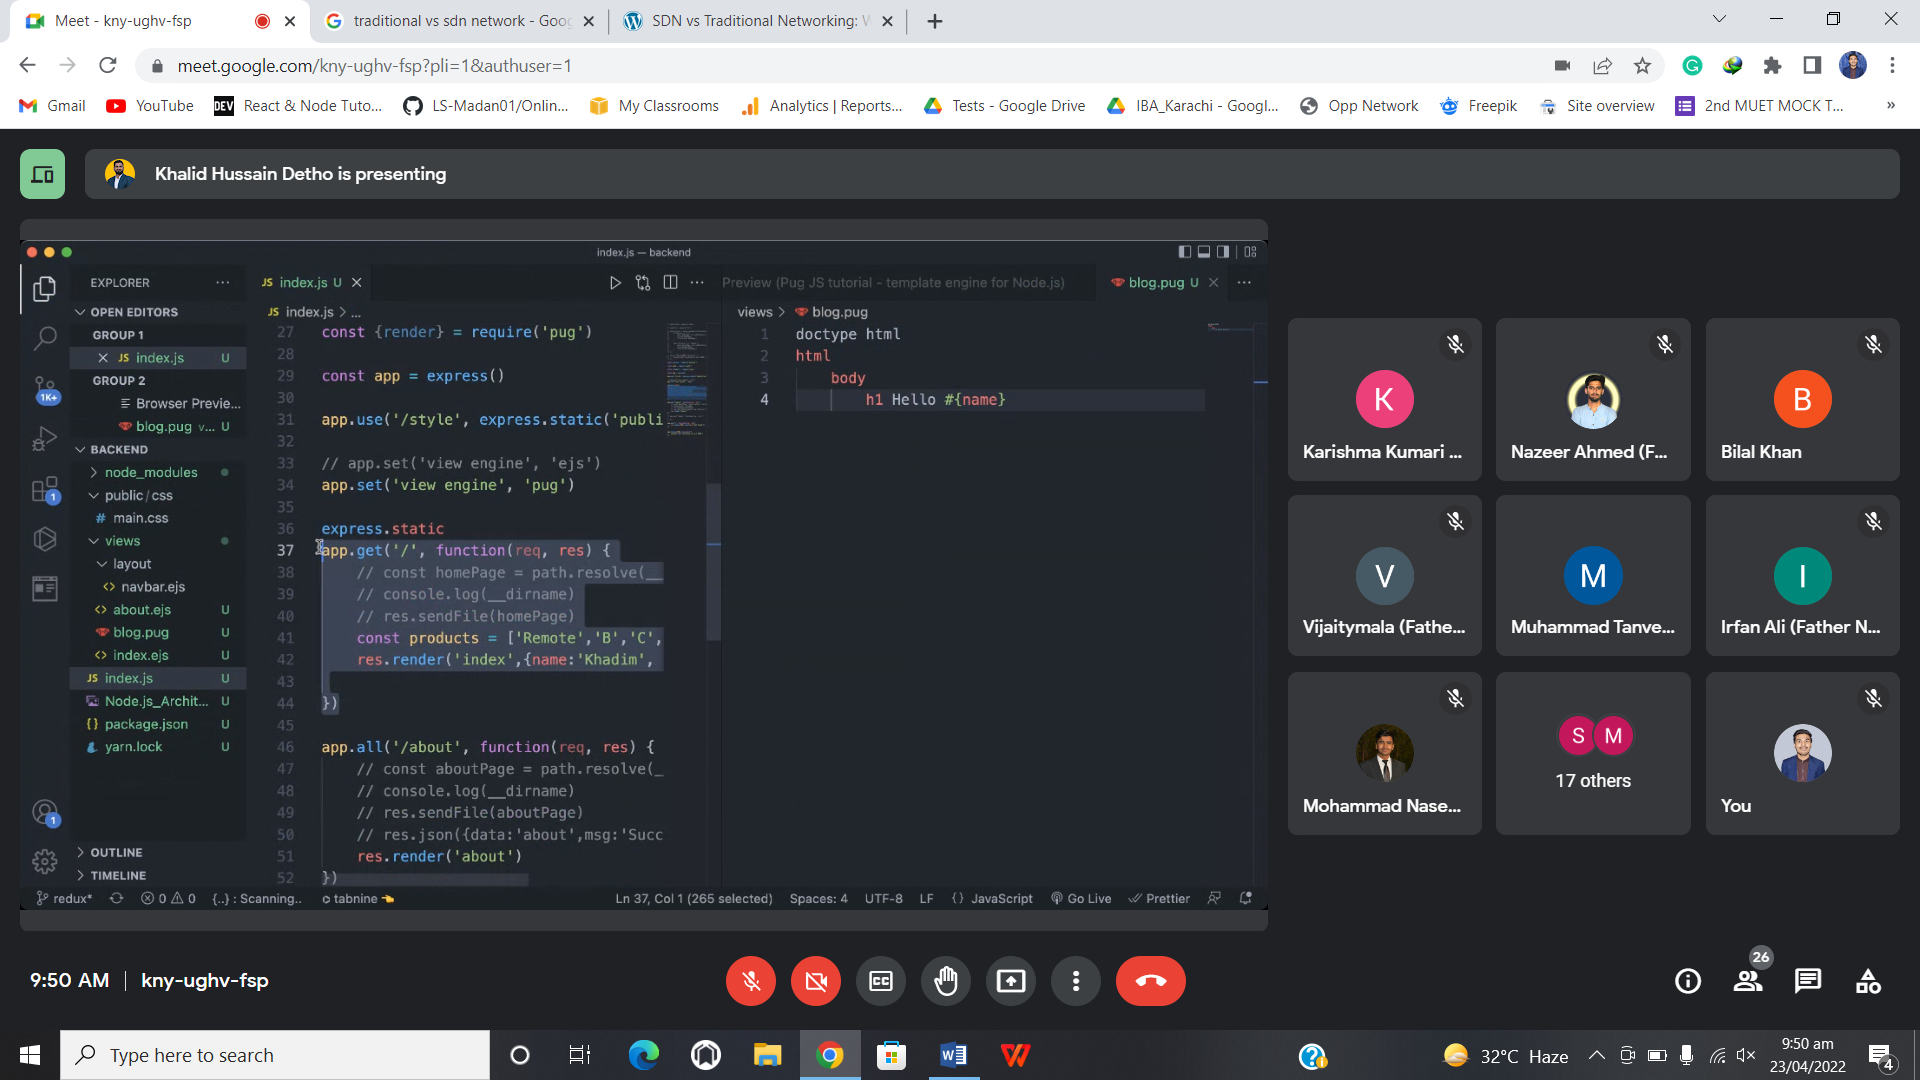 Meet - kny-ughv-fsp
traditional vs sdn network - Goo
SDN vs Traditional Networking: W
meet.google.com/kny-ughv-fsp?pli=1&authuser=1
Gmail
YouTube
DEV
React & Node Tuto...
LS-Madan01/Onlin...
My Classrooms
Analytics | Reports...
Tests - Google Drive
IBA_Karachi - Googl...
Opp Network
Freepik
Site overview
2nd MUET MOCK T...
»
Khalid Hussain Detho is presenting
index.js — backend
EXPLORER
JS index.js U
Preview (Pug JS tutorial - template engine for Node.js)
blog.pug U
OPEN EDITORS
GROUP 1
JS index.js U
GROUP 2
Browser Previe...
blog.pug v... U
BACKEND
node_modules
public/css
# main.css
views
layout
<> navbar.ejs
<> about.ejs U
blog.pug U
<> index.ejs U
JS index.js U
Node.js_Archit... U
{} package.json U
yarn.lock U
OUTLINE
TIMELINE
1K+
1
1
JS index.js > ...
27 const {render} = require('pug')
28
29 const app = express()
30
31 app.use('/style', express.static('publi
32
33 // app.set('view engine', 'ejs')
34 app.set('view engine', 'pug')
35
36 express.static
37 app.get('/', function(req, res) {
38 // const homePage = path.resolve(__
39 // console.log(__dirname)
40 // res.sendFile(homePage)
41 const products = ['Remote','B','C',
42 res.render('index',{name:'Khadim',
43
44 })
45
46 app.all('/about', function(req, res) {
47 // const aboutPage = path.resolve(_
48 // console.log(__dirname)
49 // res.sendFile(aboutPage)
50 // res.json({data:'about',msg:'Succ
51 res.render('about')
52 })
views > blog.pug
1 doctype html
2 html
3 body
4 h1 Hello #{name}
redux*
0 0
{..} : Scanning..
tabnine
Ln 37, Col 1 (265 selected)
Spaces: 4
UTF-8
LF
{} JavaScript
Go Live
Prettier
K
Karishma Kumari ...
Nazeer Ahmed (F...
B
Bilal Khan
V
Vijaitymala (Fathe...
M
Muhammad Tanve...
I
Irfan Ali (Father N...
Mohammad Nase...
S M
17 others
You
9:50 AM | kny-ughv-fsp
CC
26
Type here to search
32°C Haze
9:50 am
23/04/2022
4